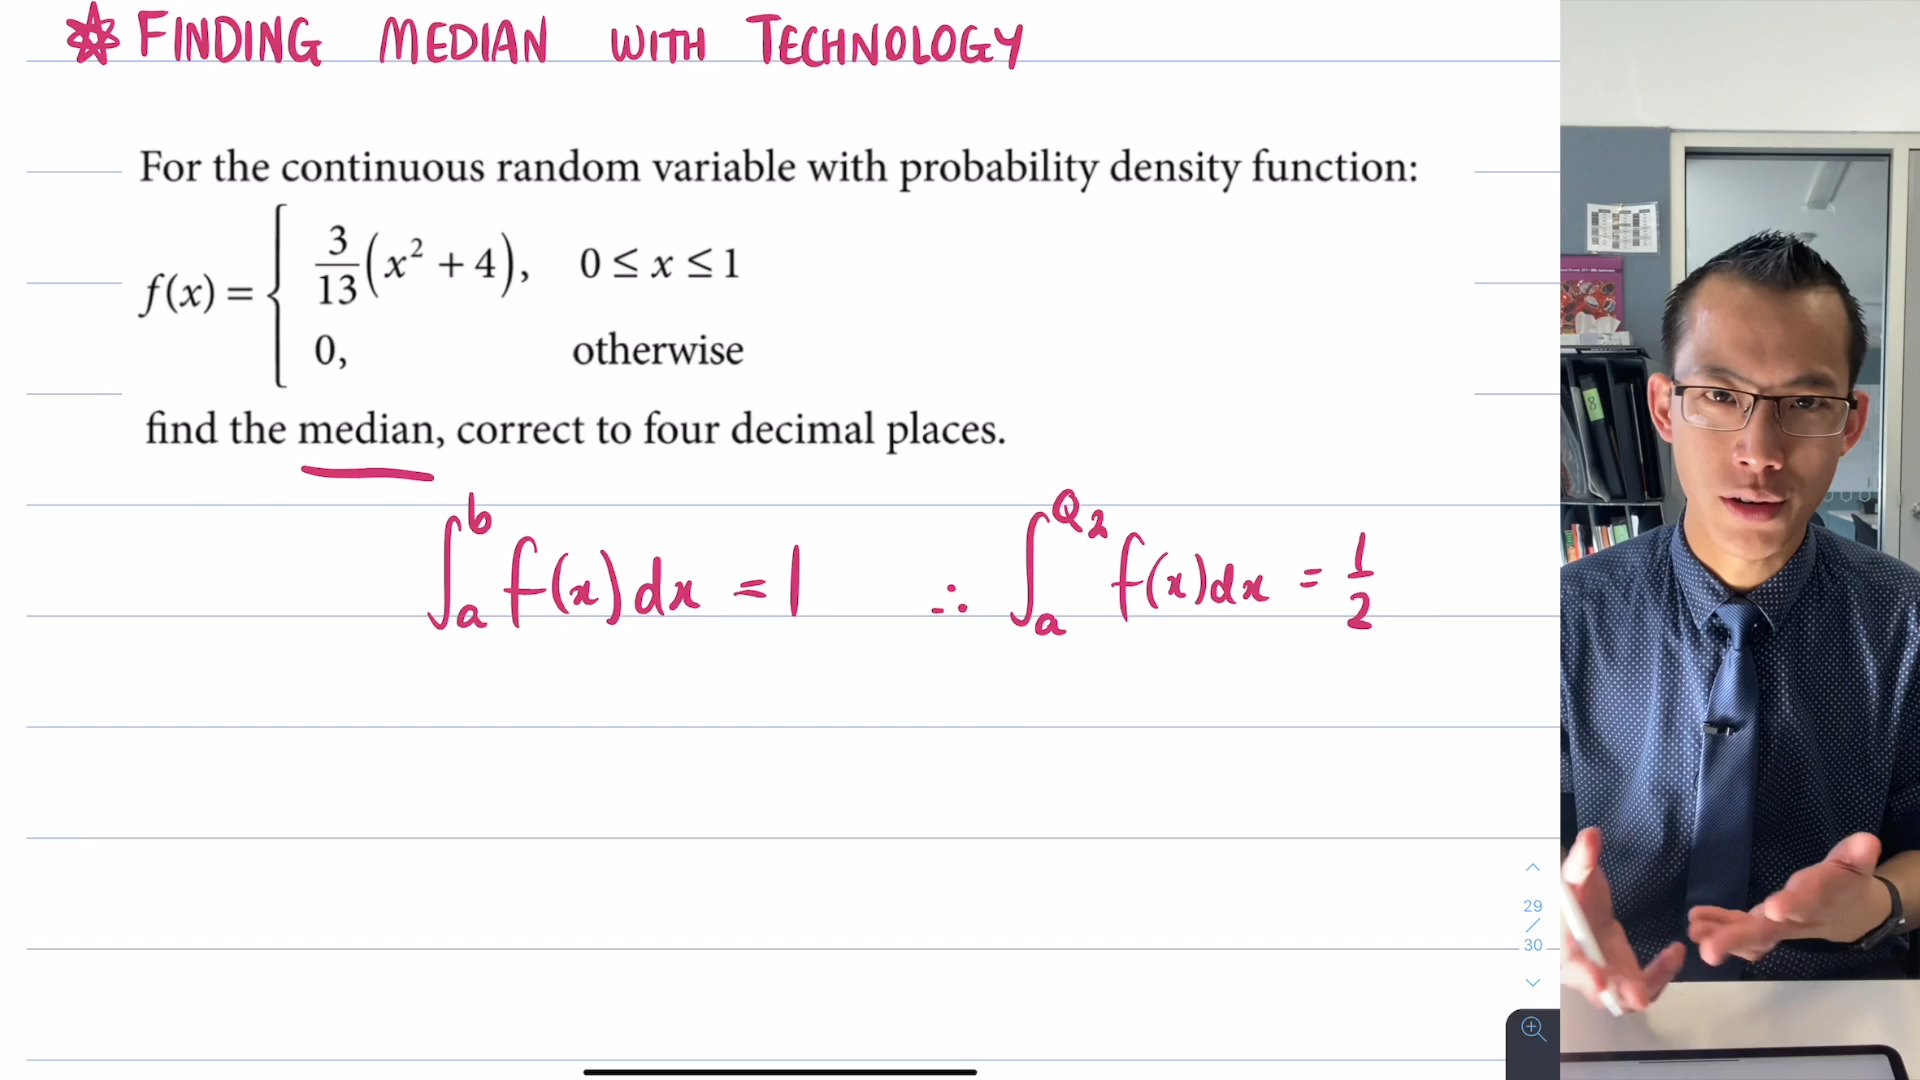 FINDING MEDIAN WITH TECHNOLOGY
For the continuous random variable with probability density function:
f(x) = { 3/13 (x² + 4), 0 ≤ x ≤ 1
0, otherwise
find the median, correct to four decimal places.
∫ₐᵇ f(x) dx = 1 ∴ ∫ₐ^Q₂ f(x) dx = 1/2
29
/
30
8